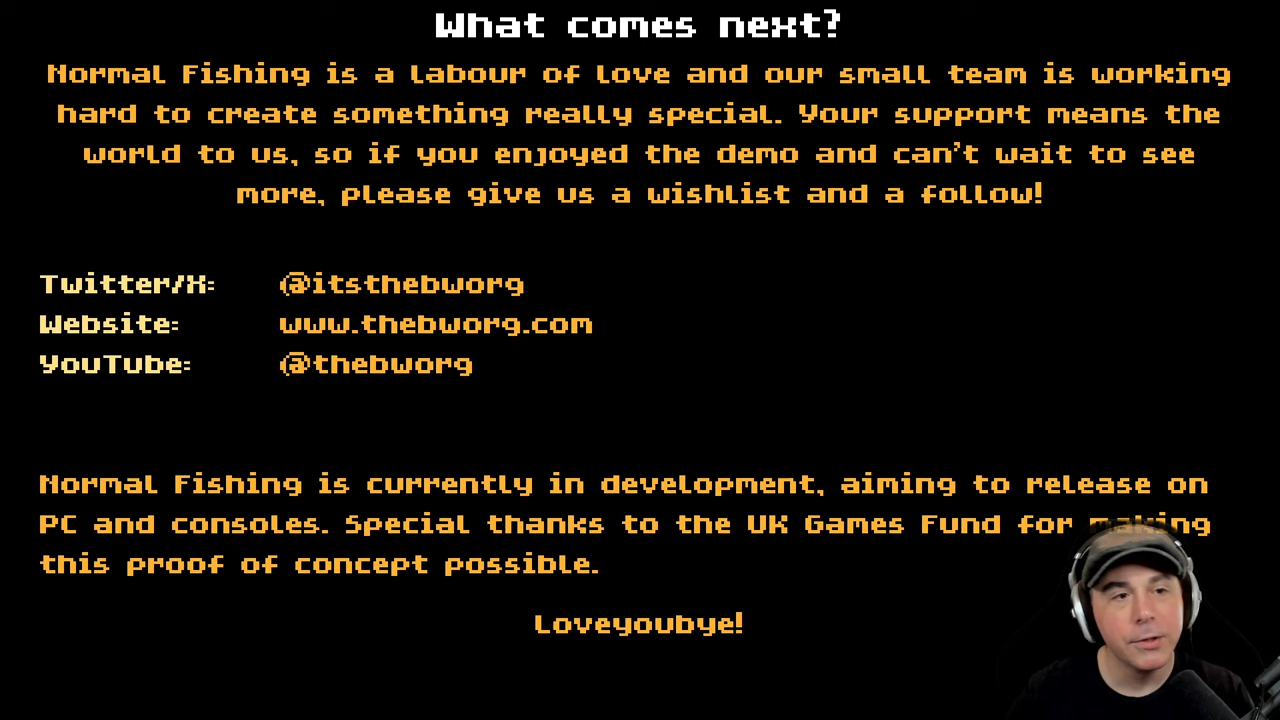 What comes next?
Normal Fishing is a labour of love and our small team is working
hard to create something really special. Your support means the
world to us, so if you enjoyed the demo and can't wait to see
more, please give us a wishlist and a follow!
Twitter/X: @itsthebworg
Website: www.thebworg.com
YouTube: @thebworg
Normal Fishing is currently in development, aiming to release on
PC and consoles. Special thanks to the UK Games Fund for making
this proof of concept possible.
Loveyoubye!